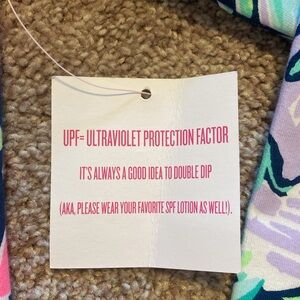 UPF= ULTRAVIOLET PROTECTION FACTOR
IT'S ALWAYS A GOOD IDEA TO DOUBLE DIP
(AKA, PLEASE WEAR YOUR FAVORITE SPF LOTION AS WELL!).